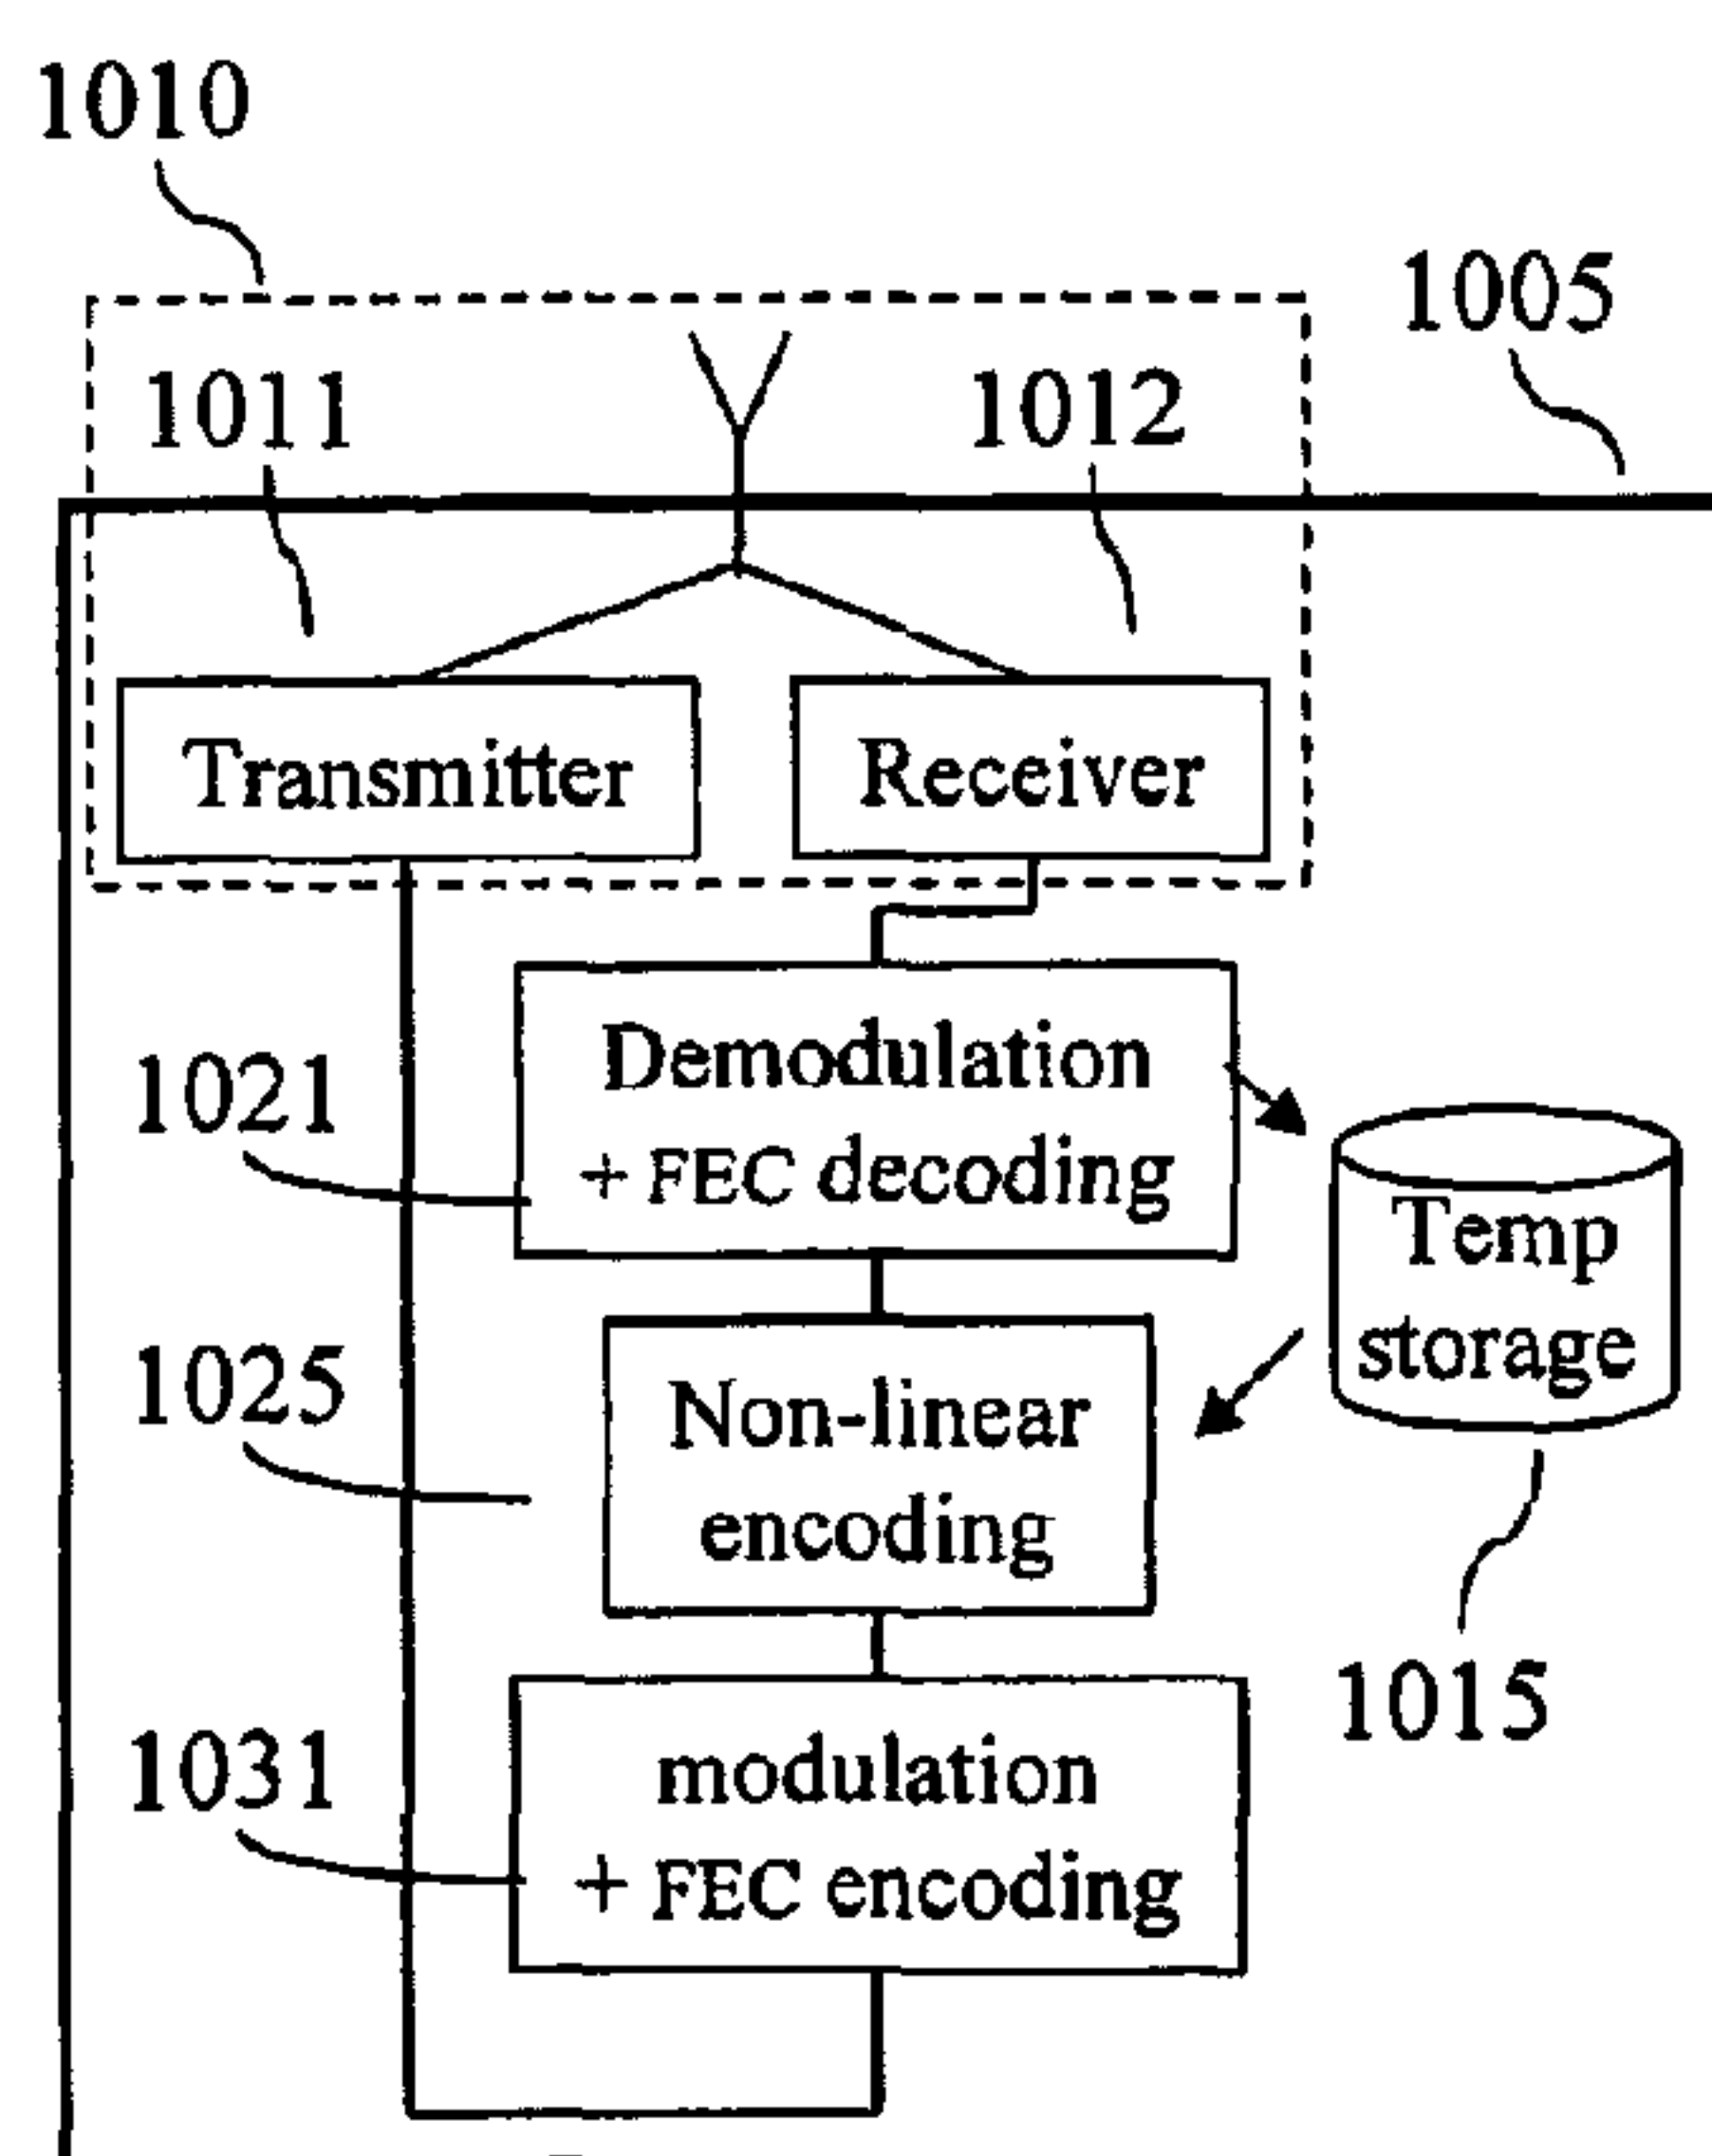 1010
1005
1011
1012
Transmitter
Receiver
Demodulation
+ FEC decoding
1021
Temp
storage
1025
Non-linear
encoding
1015
1031
modulation
+ FEC encoding